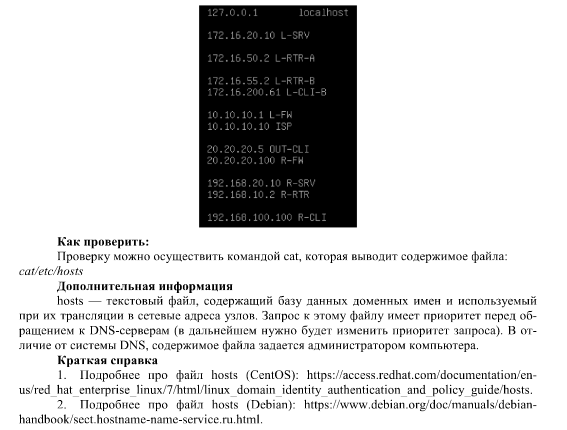 127.0.0.1 localhost
172.16.20.10 L-SRV
172.16.50.2 L-RTR-A
172.16.55.2 L-RTR-B
172.16.200.61 L-CLI-B
10.10.10.1 L-FW
10.10.10.10 ISP
20.20.20.5 OUT-CLI
20.20.20.100 R-FW
192.168.20.10 R-SRV
192.168.10.2 R-RTR
192.168.100.100 R-CLI
Как проверить:
Проверку можно осуществить командой cat, которая выводит содержимое файла:
cat/etc/hosts
Дополнительная информация
hosts — текстовый файл, содержащий базу данных доменных имен и используемый
при их трансляции в сетевые адреса узлов. Запрос к этому файлу имеет приоритет перед об-
ращением к DNS-серверам (в дальнейшем нужно будет изменить приоритет запроса). В от-
личие от системы DNS, содержимое файла задается администратором компьютера.
Краткая справка
1. Подробнее про файл hosts (CentOS): https://access.redhat.com/documentation/en-
us/red_hat_enterprise_linux/7/html/linux_domain_identity_authentication_and_policy_guide/hosts.
2. Подробнее про файл hosts (Debian): https://www.debian.org/doc/manuals/debian-
handbook/sect.hostname-name-service.ru.html.